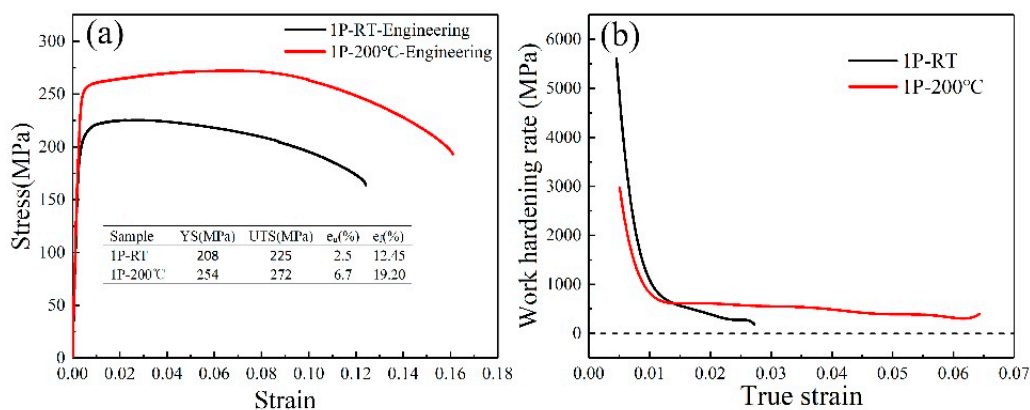 (a)
1P-RT-Engineering
1P-200°C-Engineering
300
250
200
150
100
50
0
Stress(MPa)
Sample YS(MPa) UTS(MPa) eu(%) ef(%)
1P-RT 208 225 2.5 12.45
1P-200℃ 254 272 6.7 19.20
0.00 0.02 0.04 0.06 0.08 0.10 0.12 0.14 0.16 0.18
Strain
(b)
1P-RT
1P-200°C
6000
5000
4000
3000
2000
1000
0
Work hardening rate (MPa)
0.00 0.01 0.02 0.03 0.04 0.05 0.06 0.07
True strain